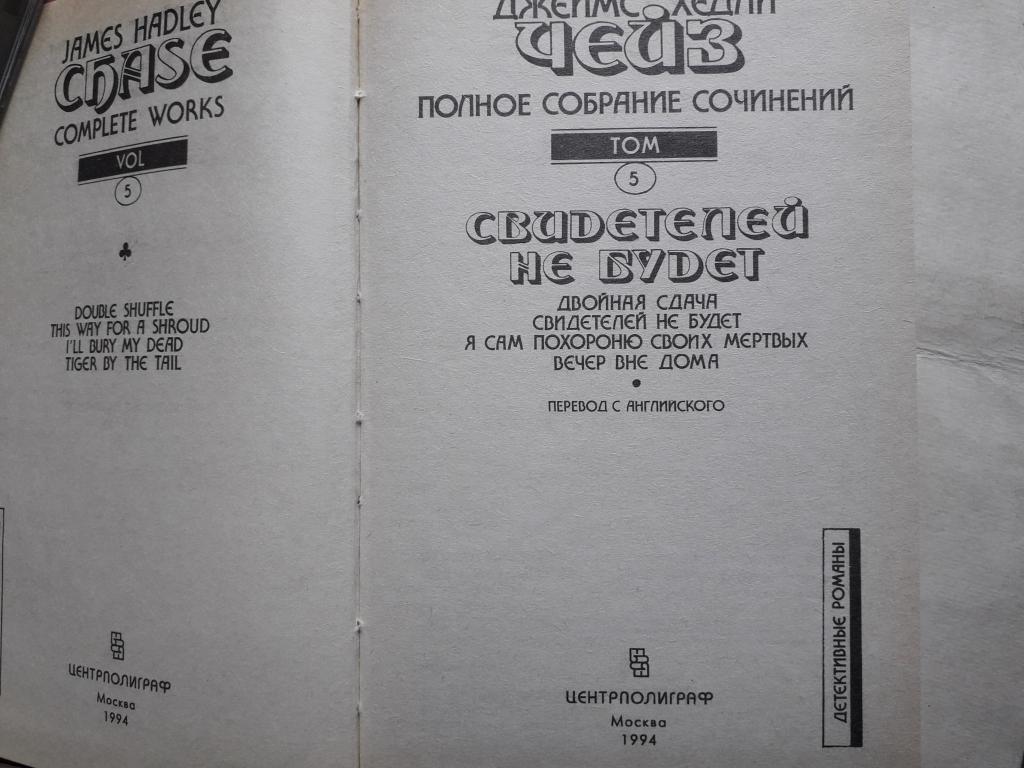 JAMES HADLEY
CHASE
COMPLETE WORKS
VOL
5
DOUBLE SHUFFLE
THIS WAY FOR A SHROUD
I'LL BURY MY DEAD
TIGER BY THE TAIL
ЦЕНТРПОЛИГРАФ
Москва
1994
ДЖЕЙМС ХЕДЛИ
ЧЕЙЗ
ПОЛНОЕ СОБРАНИЕ СОЧИНЕНИЙ
ТОМ
5
СВИДЕТЕЛЕЙ
НЕ БУДЕТ
ДВОЙНАЯ СДАЧА
СВИДЕТЕЛЕЙ НЕ БУДЕТ
Я САМ ПОХОРОНЮ СВОИХ МЕРТВЫХ
ВЕЧЕР ВНЕ ДОМА
ПЕРЕВОД С АНГЛИЙСКОГО
ДЕТЕКТИВНЫЕ РОМАНЫ
ЦЕНТРПОЛИГРАФ
Москва
1994